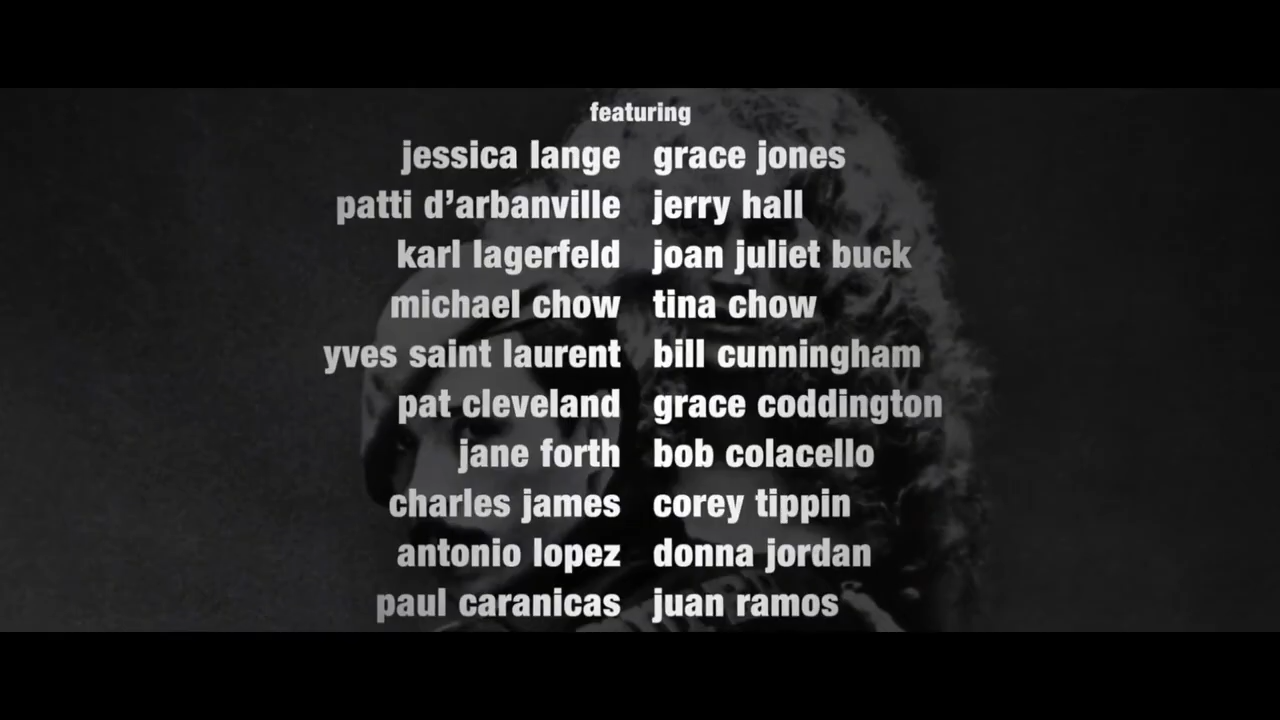 featuring
jessica lange grace jones
patti d’arbanville jerry hall
karl lagerfeld joan juliet buck
michael chow tina chow
yves saint laurent bill cunningham
pat cleveland grace coddington
jane forth bob colacello
charles james corey tippin
antonio lopez donna jordan
paul caranicas juan ramos